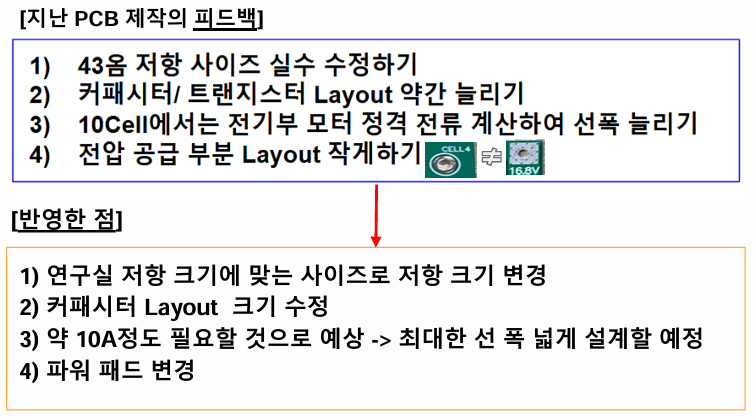 [지난 PCB 제작의 피드백]
1) 43옴 저항 사이즈 실수 수정하기
2) 커패시터/ 트랜지스터 Layout 약간 늘리기
3) 10Cell에서는 전기부 모터 정격 전류 계산하여 선폭 늘리기
4) 전압 공급 부분 Layout 작게하기 CELL4 ≠ 16.8V
[반영한 점]
1) 연구실 저항 크기에 맞는 사이즈로 저항 크기 변경
2) 커패시터 Layout 크기 수정
3) 약 10A정도 필요할 것으로 예상 -> 최대한 선 폭 넓게 설계할 예정
4) 파워 패드 변경